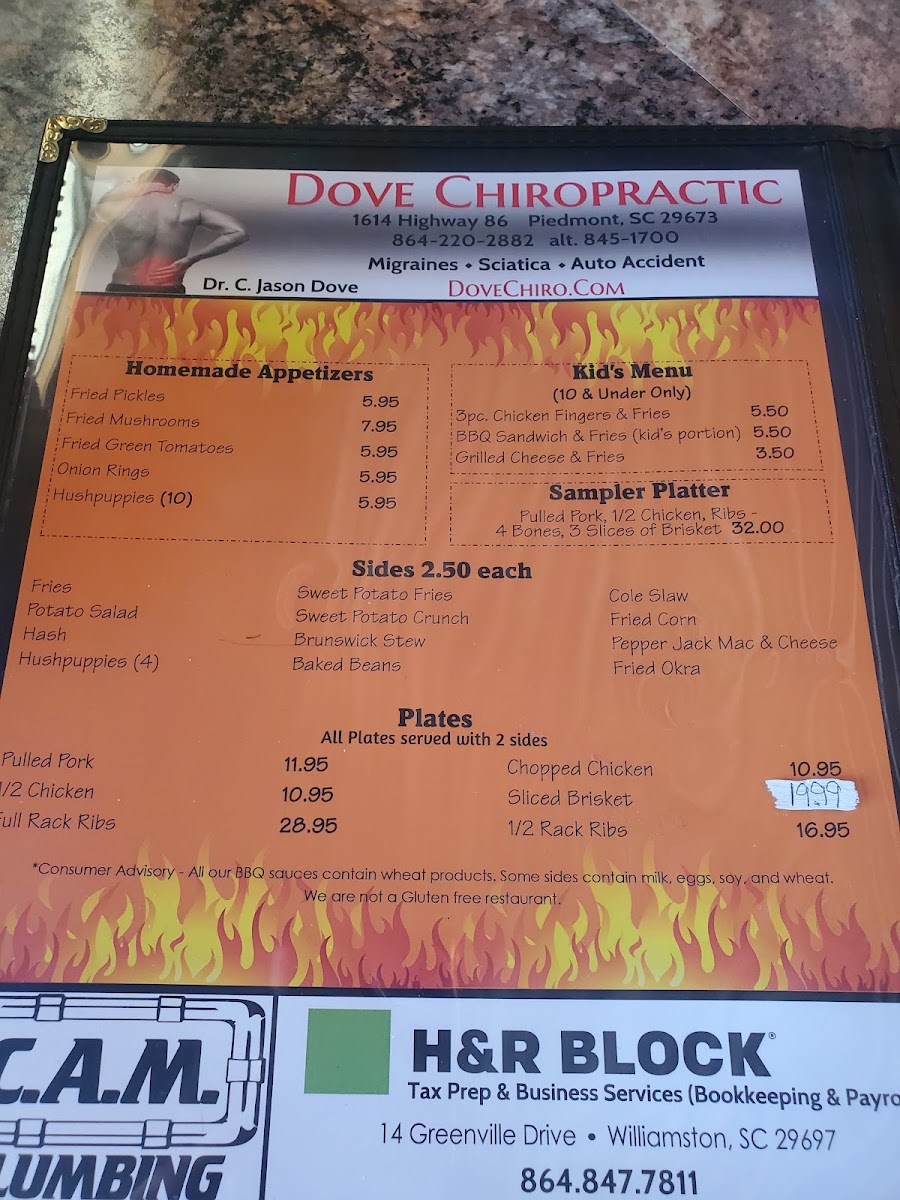 DOVE CHIROPRACTIC
1614 Highway 86 Piedmont, SC 29673
864-220-2882 alt. 845-1700
Migraines • Sciatica • Auto Accident
Dr. C. Jason Dove DOVECHIRO.COM
Homemade Appetizers
Fried Pickles 5.95
Fried Mushrooms 7.95
Fried Green Tomatoes 5.95
Onion Rings 5.95
Hushpuppies (10) 5.95
Kid's Menu
(10 & Under Only)
3pc. Chicken Fingers & Fries 5.50
BBQ Sandwich & Fries (kid's portion) 5.50
Grilled Cheese & Fries 3.50
Sampler Platter
Pulled Pork, 1/2 Chicken, Ribs -
4 Bones, 3 Slices of Brisket 32.00
Sides 2.50 each
Fries Sweet Potato Fries Cole Slaw
Potato Salad Sweet Potato Crunch Fried Corn
Hash Brunswick Stew Pepper Jack Mac & Cheese
Hushpuppies (4) Baked Beans Fried Okra
Plates
All Plates served with 2 sides
Pulled Pork 11.95 Chopped Chicken 10.95
1/2 Chicken 10.95 Sliced Brisket 19.99
Full Rack Ribs 28.95 1/2 Rack Ribs 16.95
*Consumer Advisory - All our BBQ sauces contain wheat products. Some sides contain milk, eggs, soy, and wheat.
We are not a Gluten free restaurant.
C.A.M.
LUMBING
H&R BLOCK®
Tax Prep & Business Services (Bookkeeping & Payro
14 Greenville Drive • Williamston, SC 29697
864.847.7811